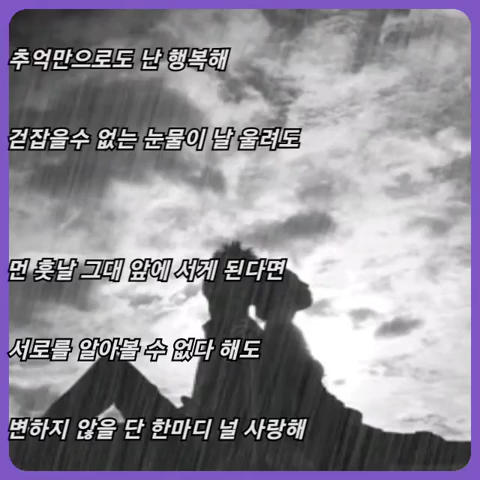 추억만으로도 난 행복해
걷잡을수 없는 눈물이 날 울려도
먼 훗날 그대 앞에 서게 된다면
서로를 알아볼 수 없다 해도
변하지 않을 단 한마디 널 사랑해